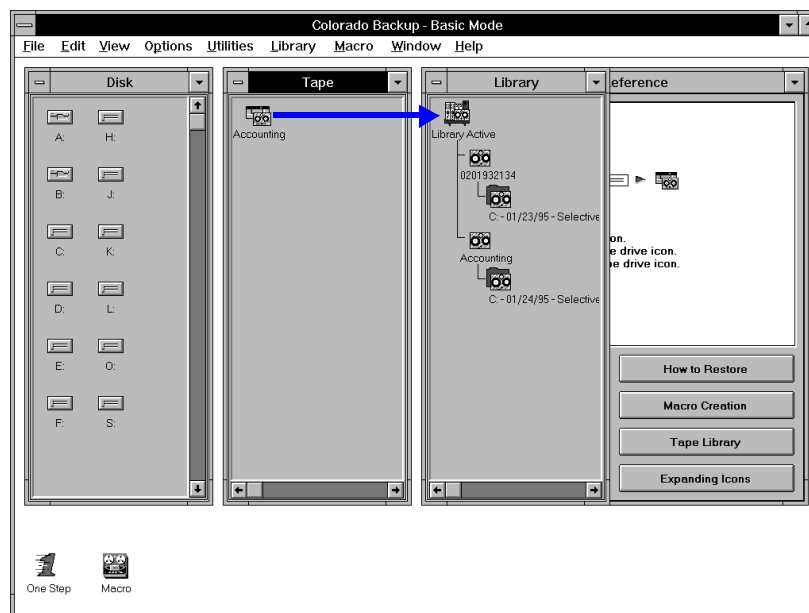 Colorado Backup - Basic Mode
File Edit View Options Utilities Library Macro Window Help
Disk
A: H:
B: J:
C: K:
D: L:
E: O:
F: S:
Tape
Accounting
Library
Library Active
0201932134
C: - 01/23/95 - Selective
Accounting
C: - 01/24/95 - Selective
eference
on.
e drive icon.
pe drive icon.
How to Restore
Macro Creation
Tape Library
Expanding Icons
One Step Macro